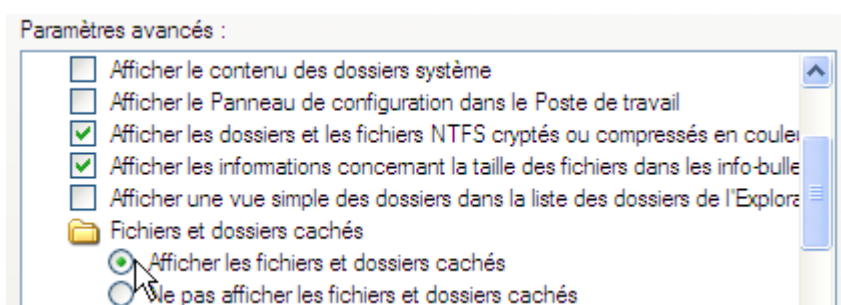 Paramètres avancés :
Afficher le contenu des dossiers système
Afficher le Panneau de configuration dans le Poste de travail
Afficher les dossiers et les fichiers NTFS cryptés ou compressés en couleu
Afficher les informations concernant la taille des fichiers dans les info-bulle
Afficher une vue simple des dossiers dans la liste des dossiers de l'Explora
Fichiers et dossiers cachés
Afficher les fichiers et dossiers cachés
Ne pas afficher les fichiers et dossiers cachés